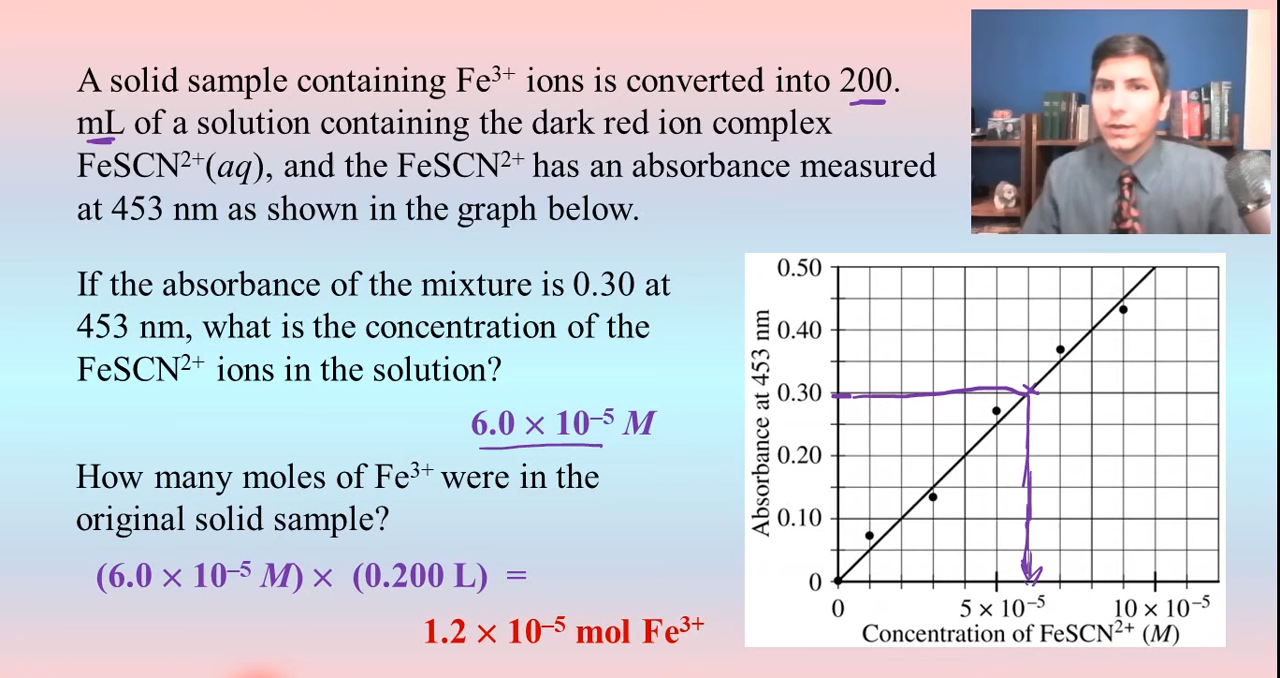 A solid sample containing Fe³⁺ ions is converted into 200.
mL of a solution containing the dark red ion complex
FeSCN²⁺(aq), and the FeSCN²⁺ has an absorbance measured
at 453 nm as shown in the graph below.
If the absorbance of the mixture is 0.30 at
453 nm, what is the concentration of the
FeSCN²⁺ ions in the solution?
6.0 × 10⁻⁵ M
How many moles of Fe³⁺ were in the
original solid sample?
(6.0 × 10⁻⁵ M) × (0.200 L) =
1.2 × 10⁻⁵ mol Fe³⁺
Absorbance at 453 nm
0.50
0.40
0.30
0.20
0.10
0
0 5 × 10⁻⁵ 10 × 10⁻⁵
Concentration of FeSCN²⁺ (M)